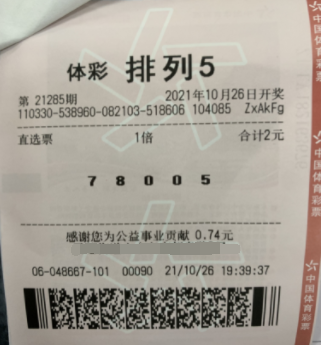 体彩 排列5
第 21285期 2021年10月26日开奖
110330-538960-082103-518606 104085 ZxAkFg
直选票 1倍 合计2元
7 8 0 0 5
感谢您为公益事业贡献 0.74元
06-048667-101 00090 21/10/26 19:39:37
中国体育彩票
中国体育彩票